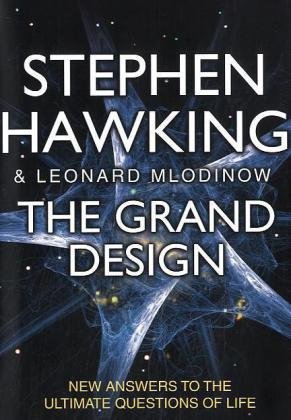 STEPHEN
HAWKING
& LEONARD MLODINOW
THE GRAND
DESIGN
NEW ANSWERS TO THE
ULTIMATE QUESTIONS OF LIFE